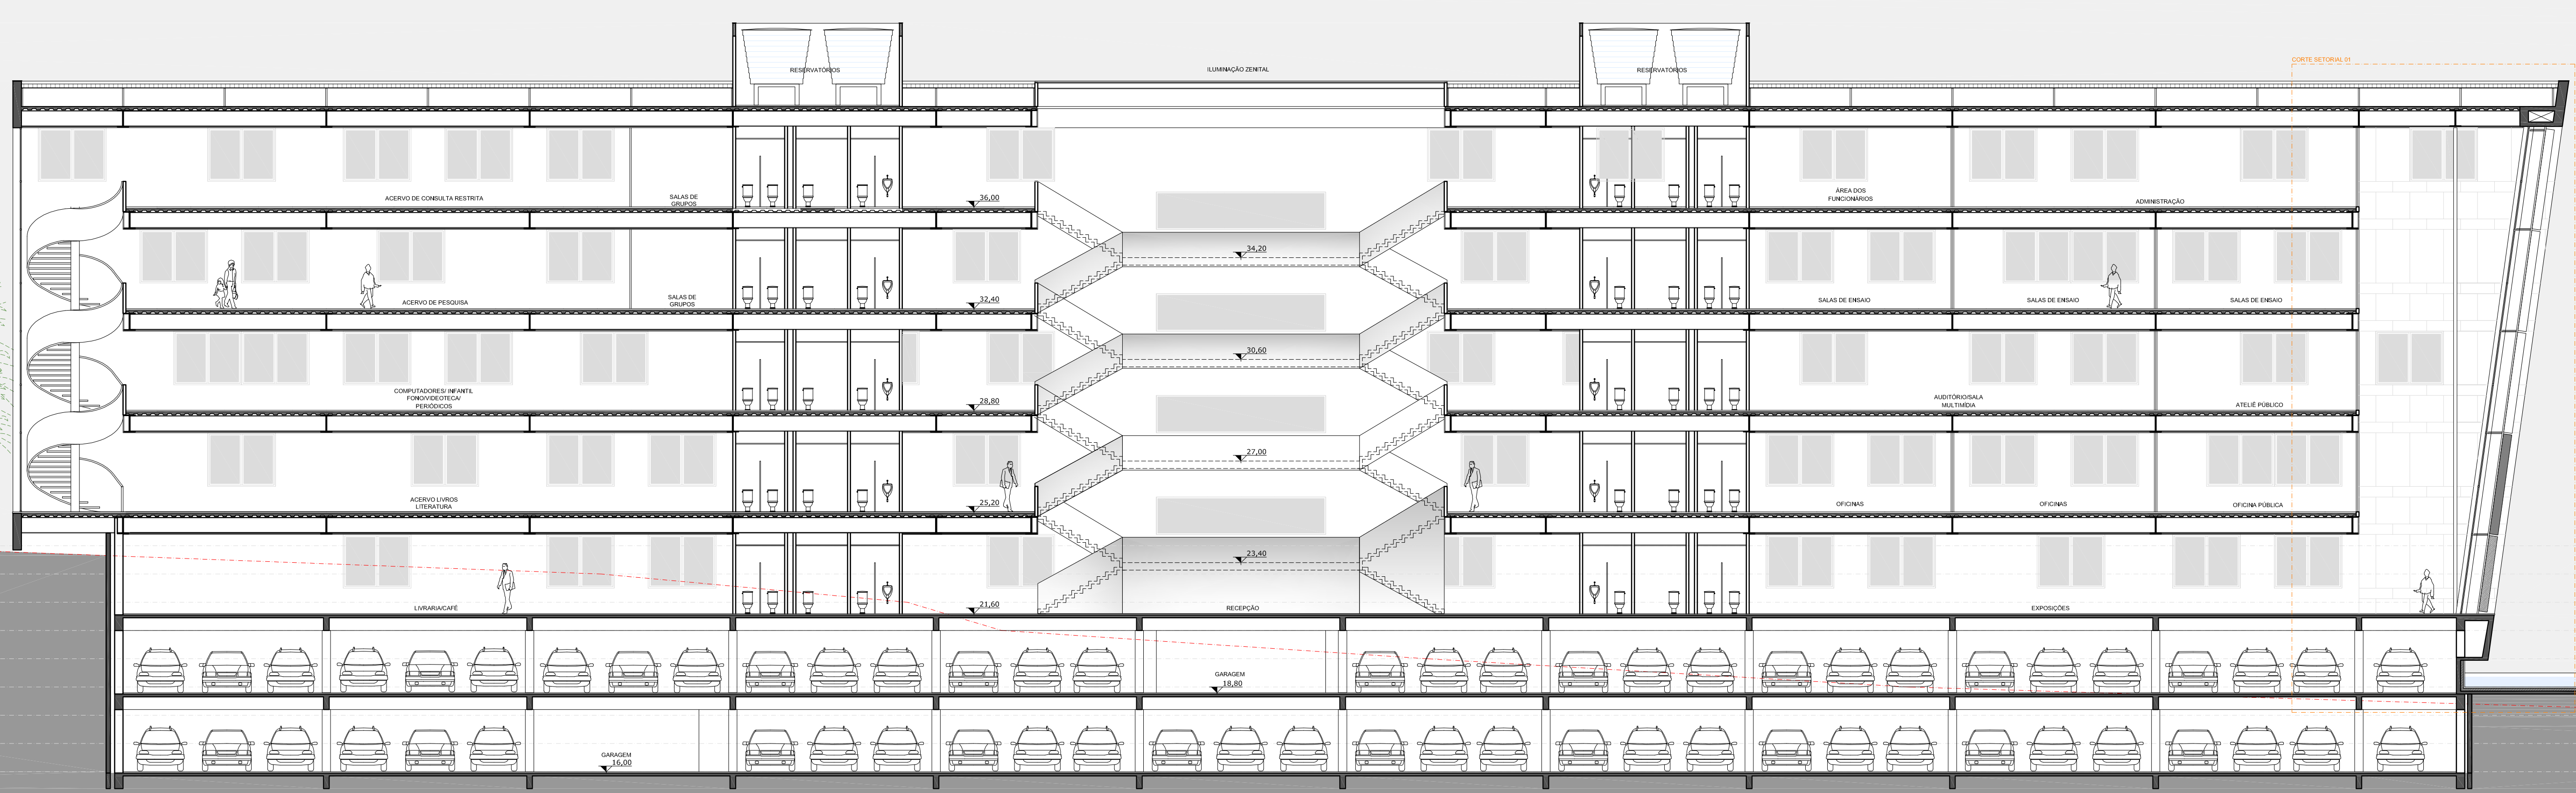 RESERVATÓRIOS
ILUMINAÇÃO ZENITAL
RESERVATÓRIOS
CORTE SETORIAL 01
ACERVO DE CONSULTA RESTRITA
SALAS DE
GRUPOS
36,00
ÁREA DOS
FUNCIONÁRIOS
ADMINISTRAÇÃO
34,20
ACERVO DE PESQUISA
SALAS DE
GRUPOS
32,40
SALAS DE ENSAIO
SALAS DE ENSAIO
SALAS DE ENSAIO
30,60
COMPUTADORES/ INFANTIL
FONO/VIDEOTECA/
PERIÓDICOS
28,80
AUDITÓRIO/SALA
MULTIMÍDIA
ATELIÊ PÚBLICO
27,00
ACERVO LIVROS
LITERATURA
25,20
OFICINAS
OFICINAS
OFICINA PÚBLICA
23,40
LIVRARIA/CAFÉ
21,60
RECEPÇÃO
EXPOSIÇÕES
GARAGEM
18,80
GARAGEM
16,00